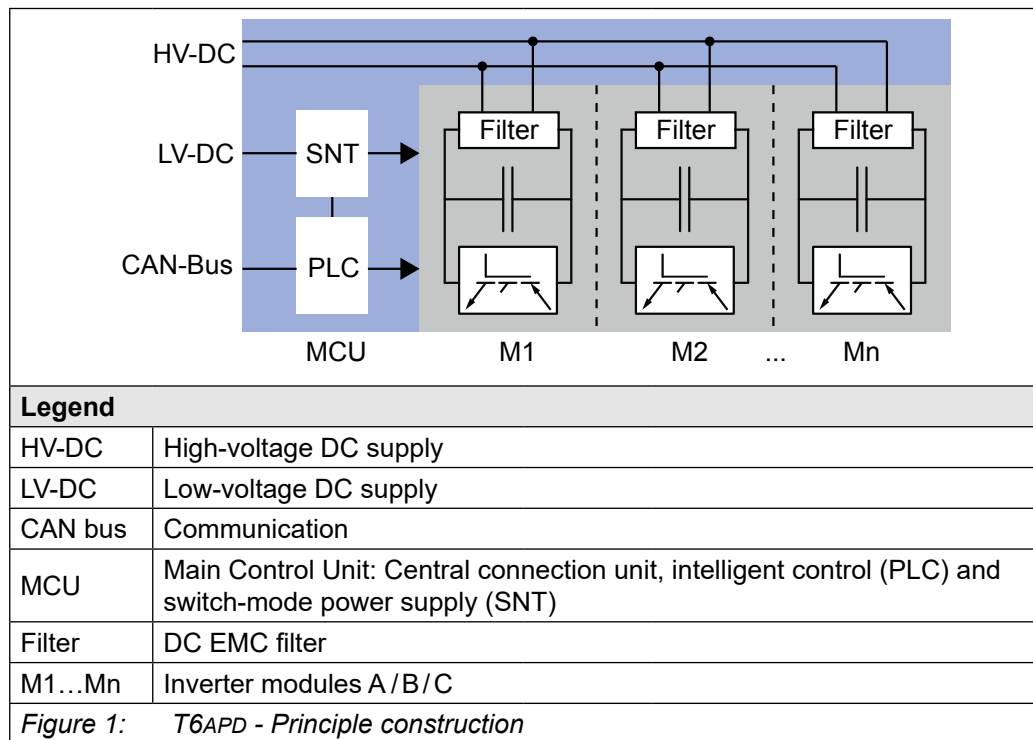 HV-DC
Filter Filter Filter
LV-DC SNT
CAN-Bus PLC
MCU M1 M2 ... Mn
Legend
HV-DC High-voltage DC supply
LV-DC Low-voltage DC supply
CAN bus Communication
MCU Main Control Unit: Central connection unit, intelligent control (PLC) and
switch-mode power supply (SNT)
Filter DC EMC filter
M1…Mn Inverter modules A / B / C
Figure 1: T6APD - Principle construction